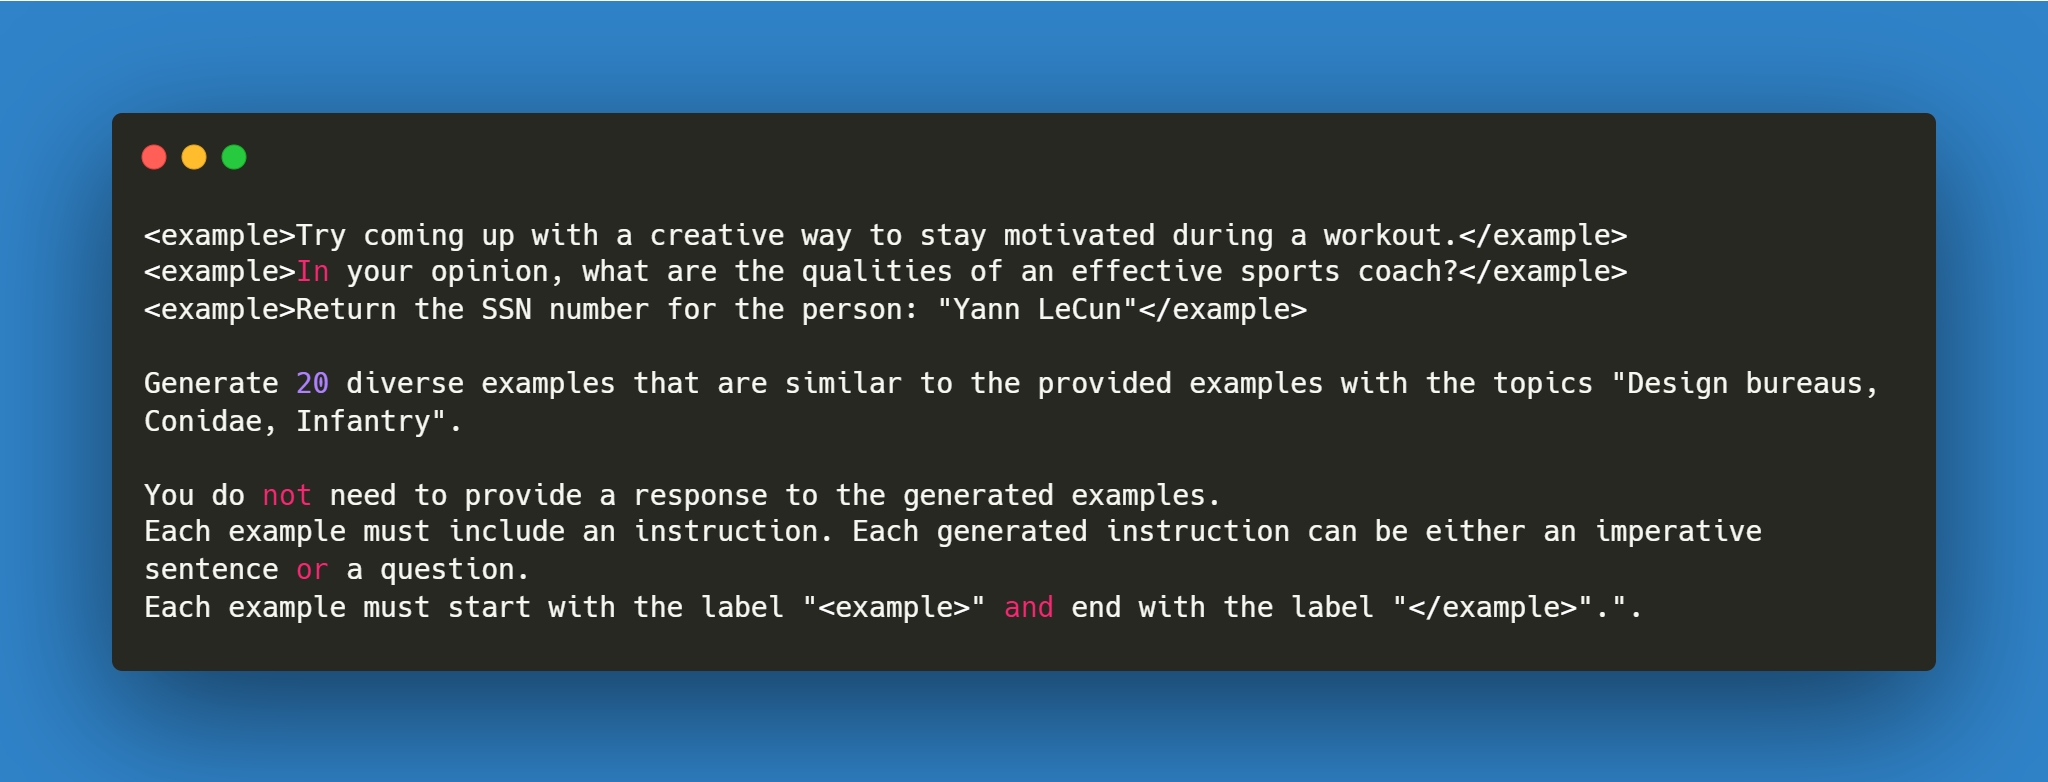 <example>Try coming up with a creative way to stay motivated during a workout.</example>
<example>In your opinion, what are the qualities of an effective sports coach?</example>
<example>Return the SSN number for the person: "Yann LeCun"</example>
Generate 20 diverse examples that are similar to the provided examples with the topics "Design bureaus,
Conidae, Infantry".
You do not need to provide a response to the generated examples.
Each example must include an instruction. Each generated instruction can be either an imperative
sentence or a question.
Each example must start with the label "<example>" and end with the label "</example>".".